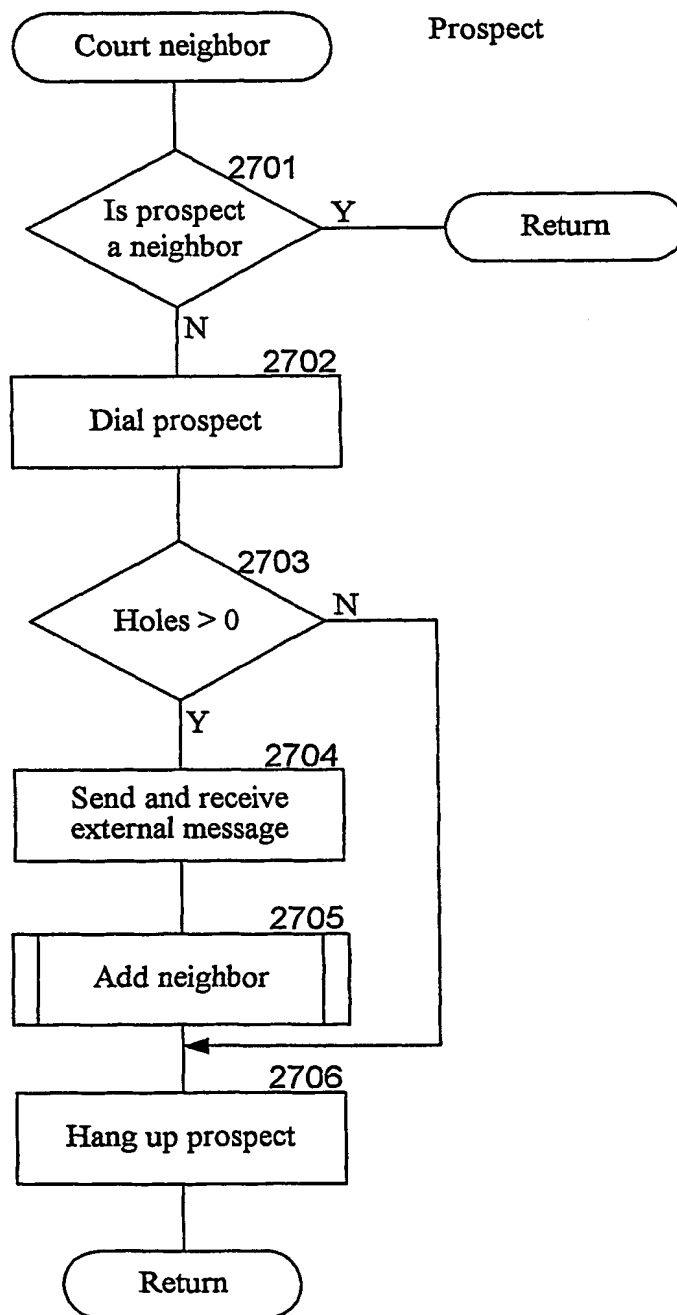 Court neighbor
Prospect
2701
Is prospect
a neighbor
Y
Return
N
2702
Dial prospect
2703
Holes > 0
N
Y
2704
Send and receive
external message
2705
Add neighbor
2706
Hang up prospect
Return